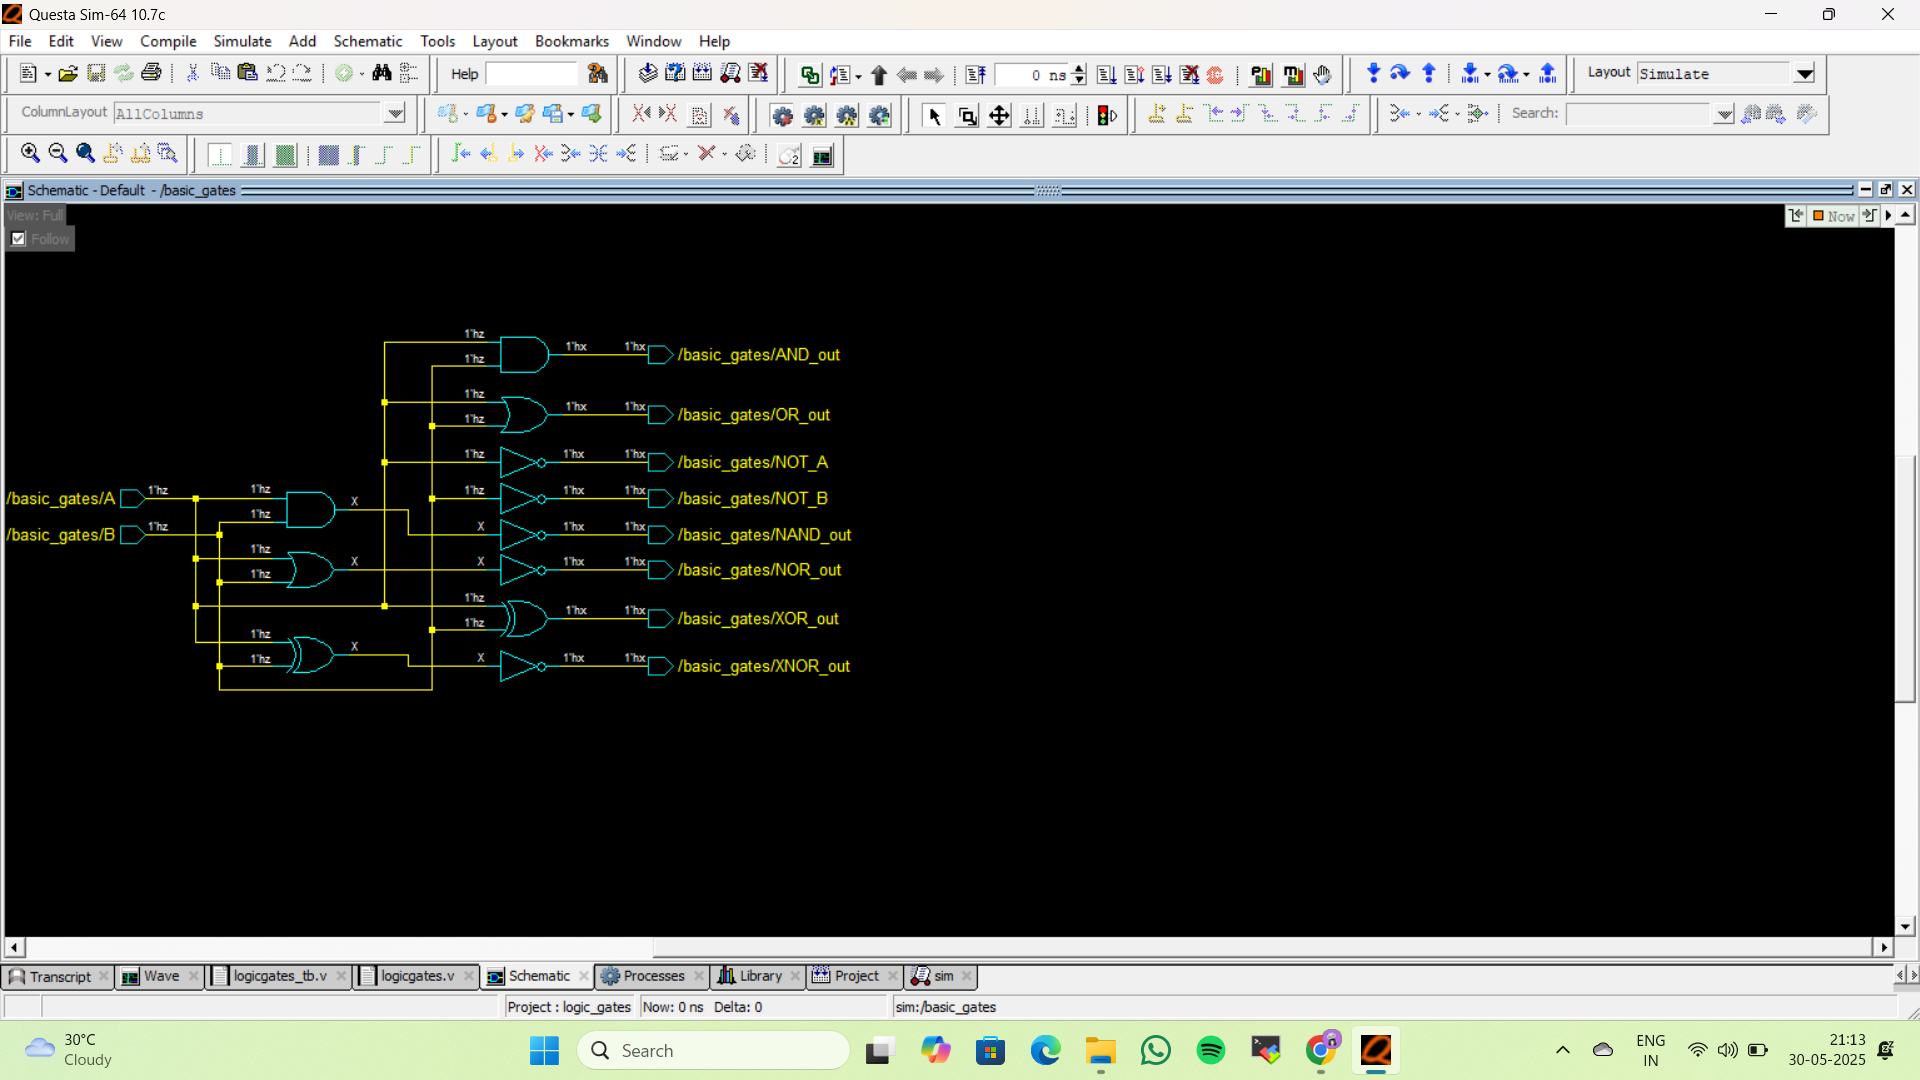 Questa Sim-64 10.7c
File Edit View Compile Simulate Add Schematic Tools Layout Bookmarks Window Help
Help 0 ns Layout Simulate
ColumnLayout AllColumns Search:
Schematic - Default - /basic_gates
View: Full
Now
Follow
1'hz
1'hx 1'hx /basic_gates/AND_out
1'hz
1'hz
1'hx 1'hx /basic_gates/OR_out
1'hz
1'hz 1'hx 1'hx /basic_gates/NOT_A
/basic_gates/A 1'hz 1'hz X 1'hz 1'hx 1'hx /basic_gates/NOT_B
1'hz
/basic_gates/B 1'hz X 1'hx 1'hx /basic_gates/NAND_out
1'hz
X X 1'hx 1'hx /basic_gates/NOR_out
1'hz
1'hz
1'hx 1'hx /basic_gates/XOR_out
1'hz
1'hz
X
1'hz X 1'hx 1'hx /basic_gates/XNOR_out
Transcript Wave logicgates_tb.v logicgates.v Schematic Processes Library Project sim
Project : logic_gates Now: 0 ns Delta: 0 sim:/basic_gates
30°C
Cloudy
Search
ENG
IN
21:13
30-05-2025